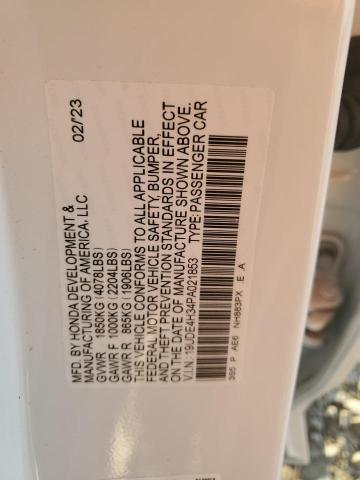 MFD. BY HONDA DEVELOPMENT & 02/'23
MANUFACTURING OF AMERICA, LLC
GVWR 1850KG (4078LBS)
GAWR F 1000KG (2204LBS)
GAWR R 865KG (1906LBS)
THIS VEHICLE CONFORMS TO ALL APPLICABLE
FEDERAL MOTOR VEHICLE SAFETY, BUMPER,
AND THEFT PREVENTION STANDARDS IN EFFECT
ON THE DATE OF MANUFACTURE SHOWN ABOVE.
V.I.N.: 19UDE4H34PA021853 TYPE: PASSENGER CAR
395 P AE6 NH883PX E A